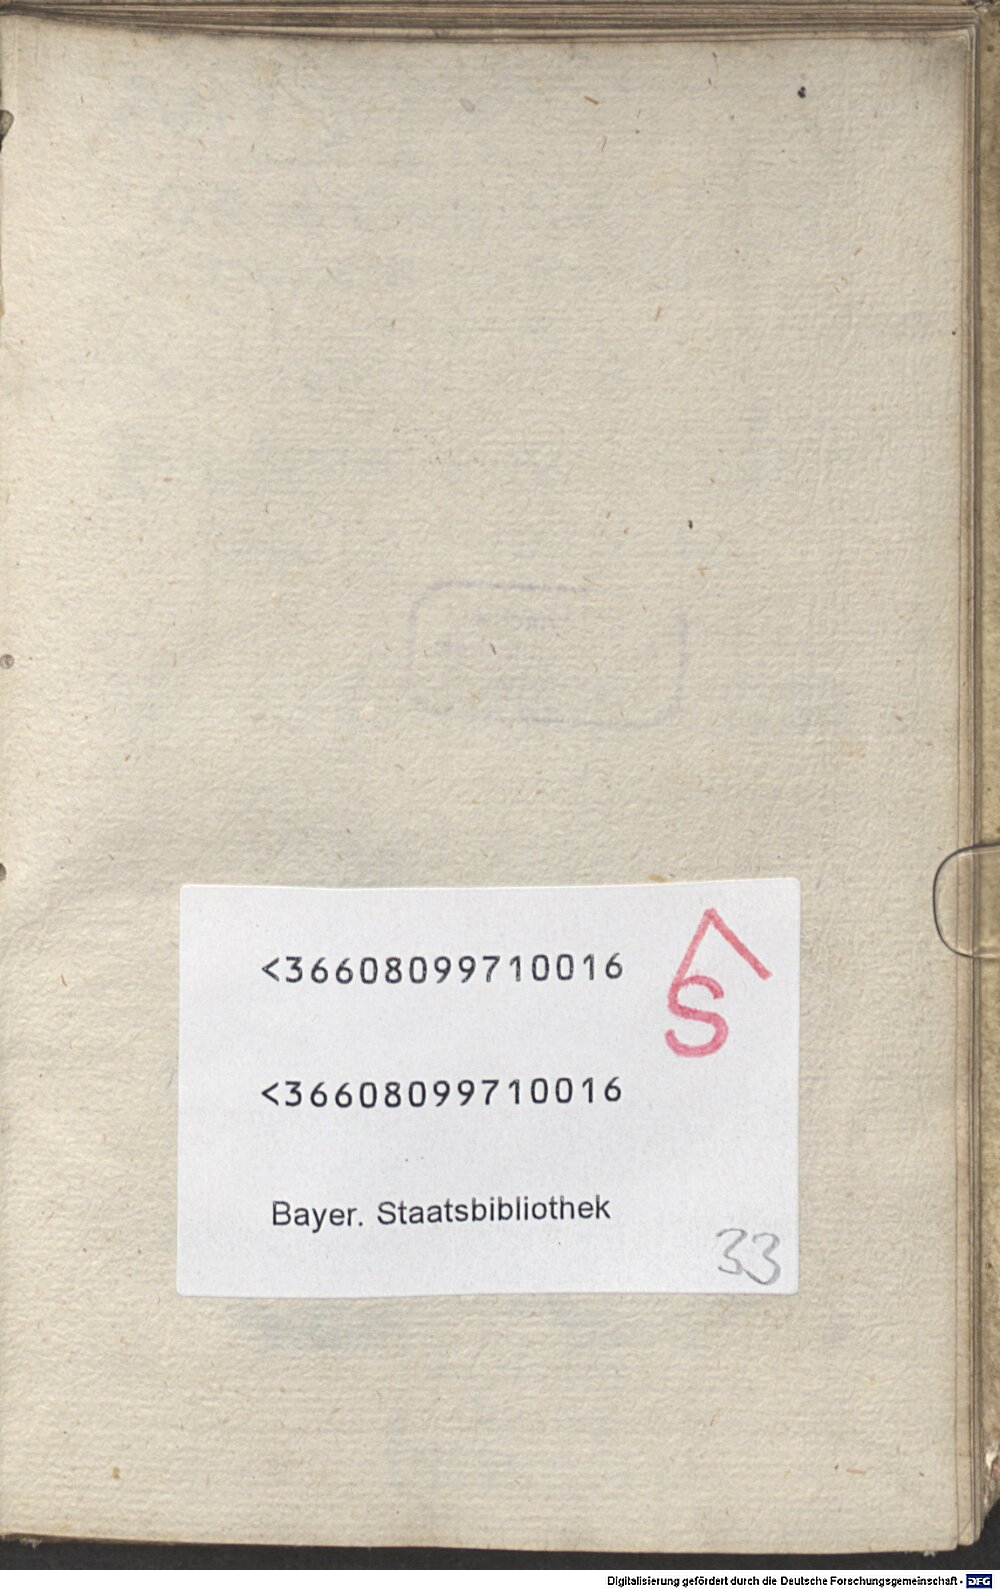 <36608099710016
S
<36608099710016
Bayer. Staatsbibliothek
33
Digitalisierung gefördert durch die Deutsche Forschungsgemeinschaft - DFG